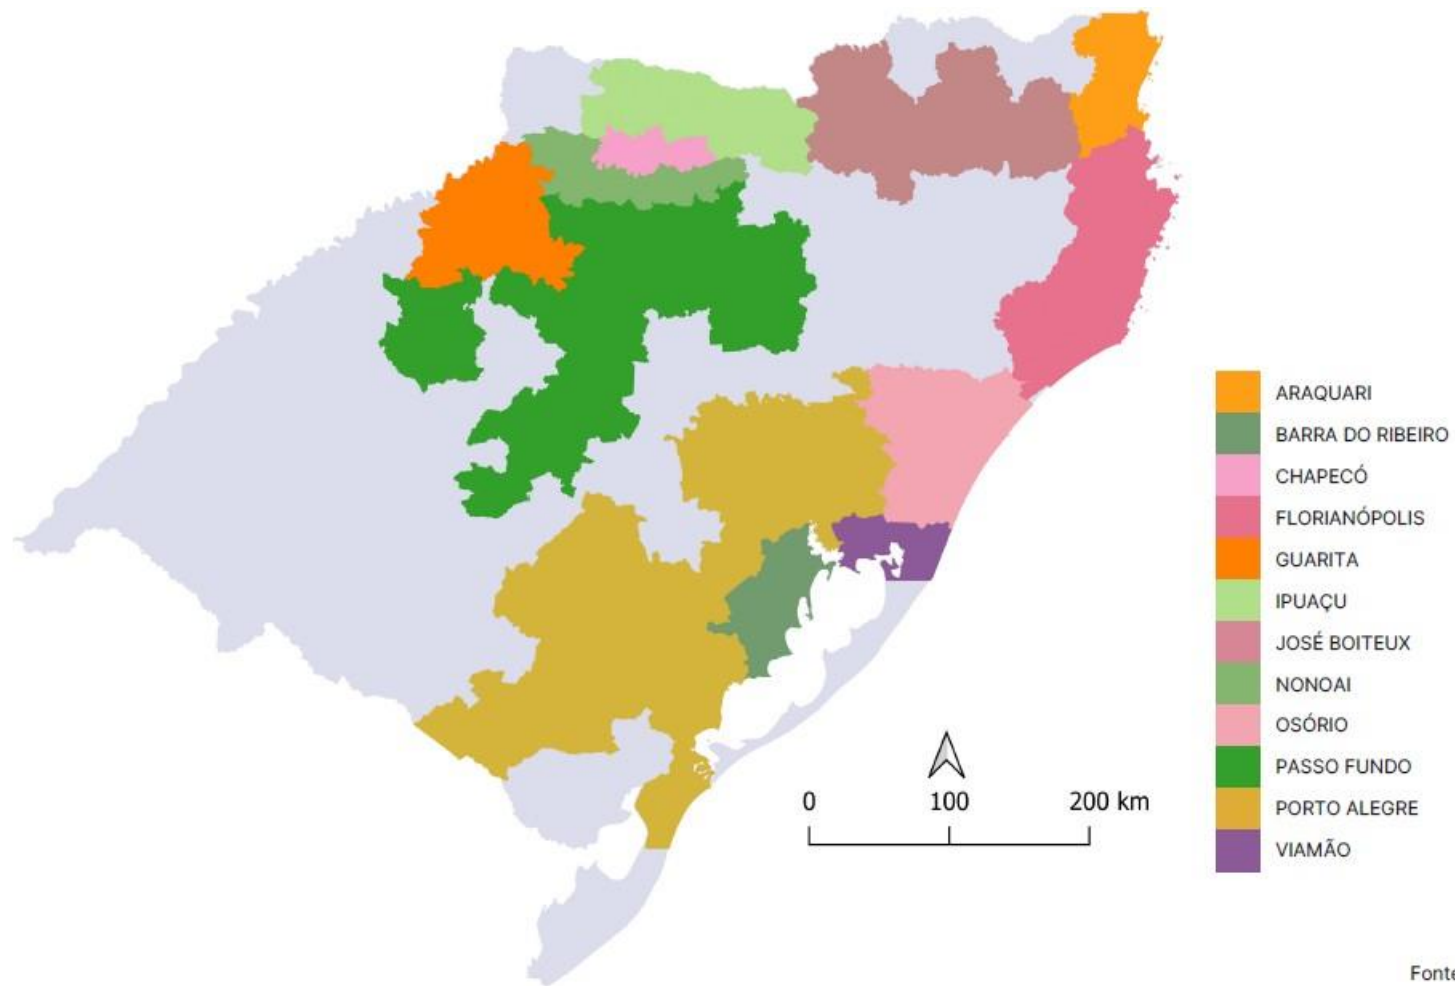 ARAQUARI
BARRA DO RIBEIRO
CHAPECÓ
FLORIANÓPOLIS
GUARITA
IPUAÇU
JOSÉ BOITEUX
NONOAI
OSÓRIO
PASSO FUNDO
PORTO ALEGRE
VIAMÃO
0 100 200 km
Fonte